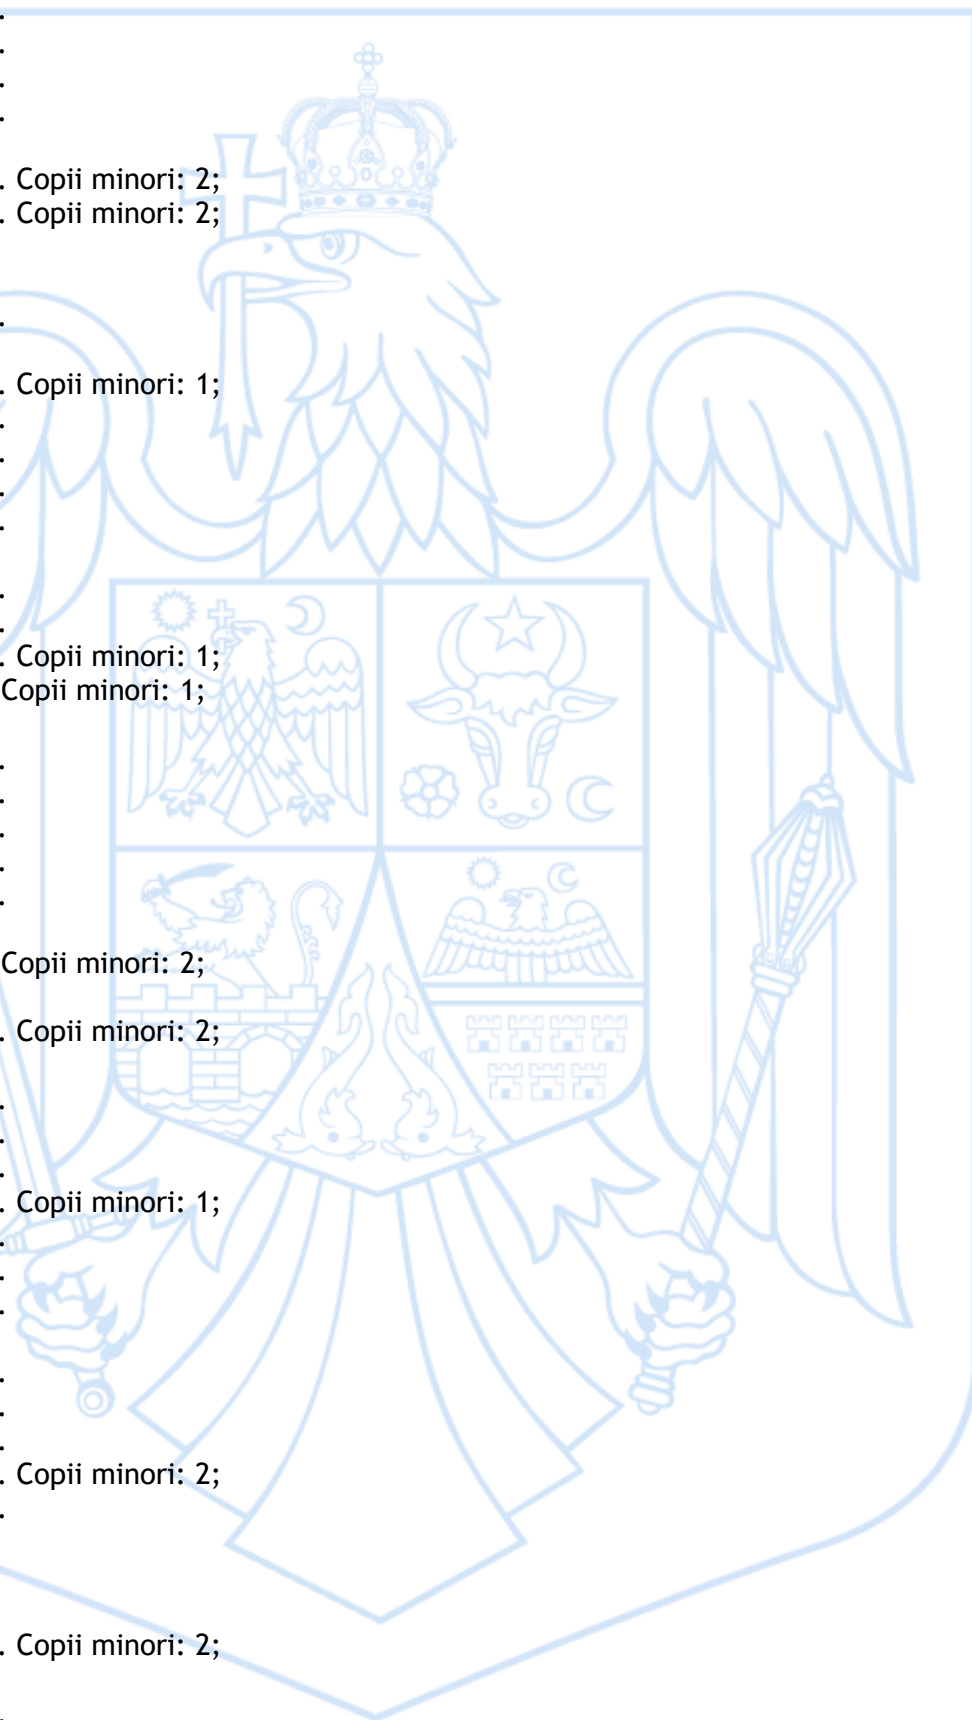 .
.
.
.
. Copii minori: 2;
. Copii minori: 2;
.
. Copii minori: 1;
.
.
.
.
.
.
. Copii minori: 1;
Copii minori: 1;
.
.
.
.
.
Copii minori: 2;
. Copii minori: 2;
.
.
.
. Copii minori: 1;
.
.
.
.
.
.
. Copii minori: 2;
.
. Copii minori: 2;
.